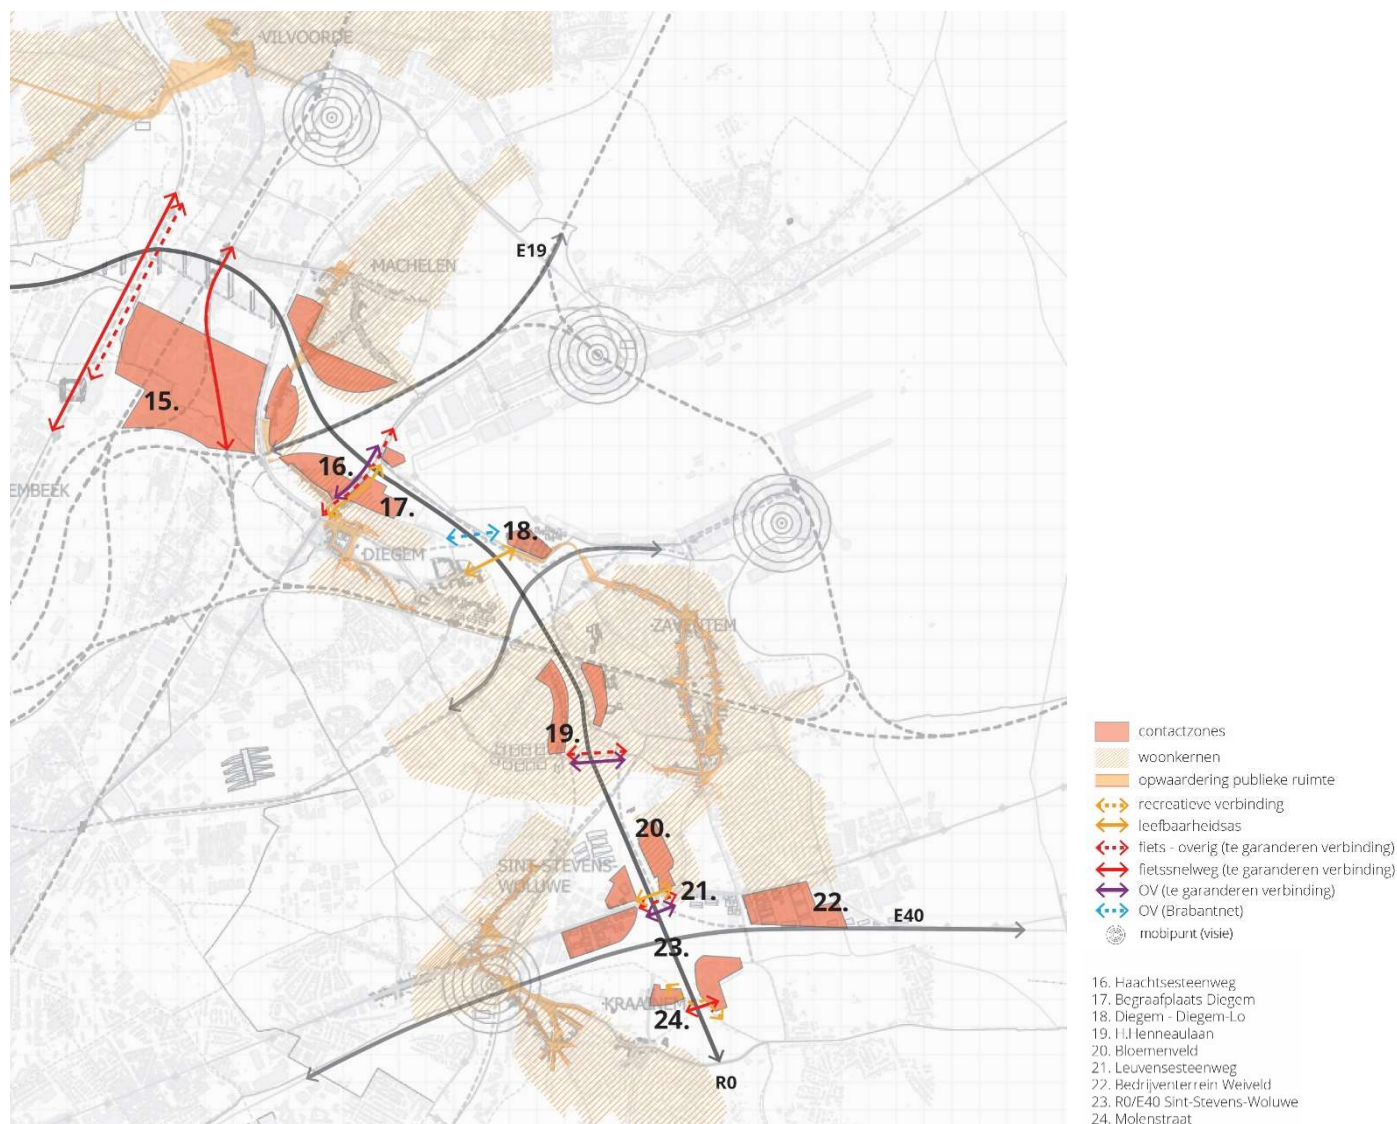 VILVOORDE
E19
MACHELEN
15.
16.
EMBEEK
17.
18.
DIEGEM
ZAVENTEM
19.
20.
SINT-STEVENS-
WOLUWE
21.
22.
E40
23.
KRAAINEM
24.
R0
contactzones
woonkernen
opwaardering publieke ruimte
recreatieve verbinding
leefbaarheidsas
fiets - overig (te garanderen verbinding)
fietssnelweg (te garanderen verbinding)
OV (te garanderen verbinding)
OV (Brabantnet)
mobipunt (visie)
16. Haachtsesteenweg
17. Begraafplaats Diegem
18. Diegem - Diegem-Lo
19. H.Henneaulaan
20. Bloemenveld
21. Leuvensesteenweg
22. Bedrijventerrein Weiveld
23. R0/E40 Sint-Stevens-Woluwe
24. Molenstraat